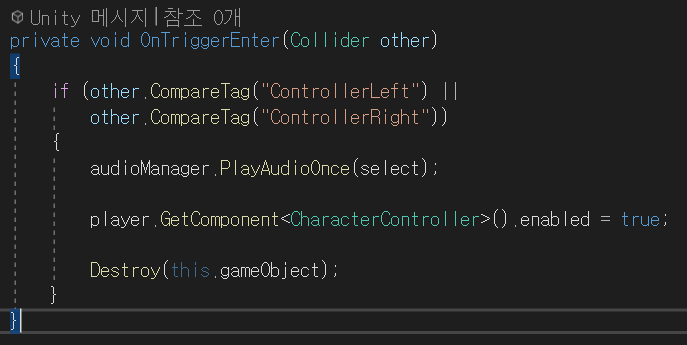 Unity 메시지|참조 0개
private void OnTriggerEnter(Collider other)
{
if (other.CompareTag("ControllerLeft") ||
other.CompareTag("ControllerRight"))
{
audioManager.PlayAudioOnce(select);
player.GetComponent<CharacterController>().enabled = true;
Destroy(this.gameObject);
}
}